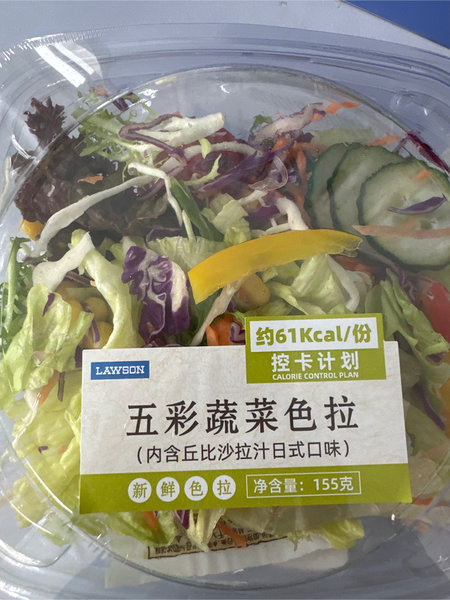 约61Kcal/份
控卡计划
CALORIE CONTROL PLAN
LAWSON
五彩蔬菜色拉
(内含丘比沙拉汁日式口味)
新鲜色拉
净含量：155克